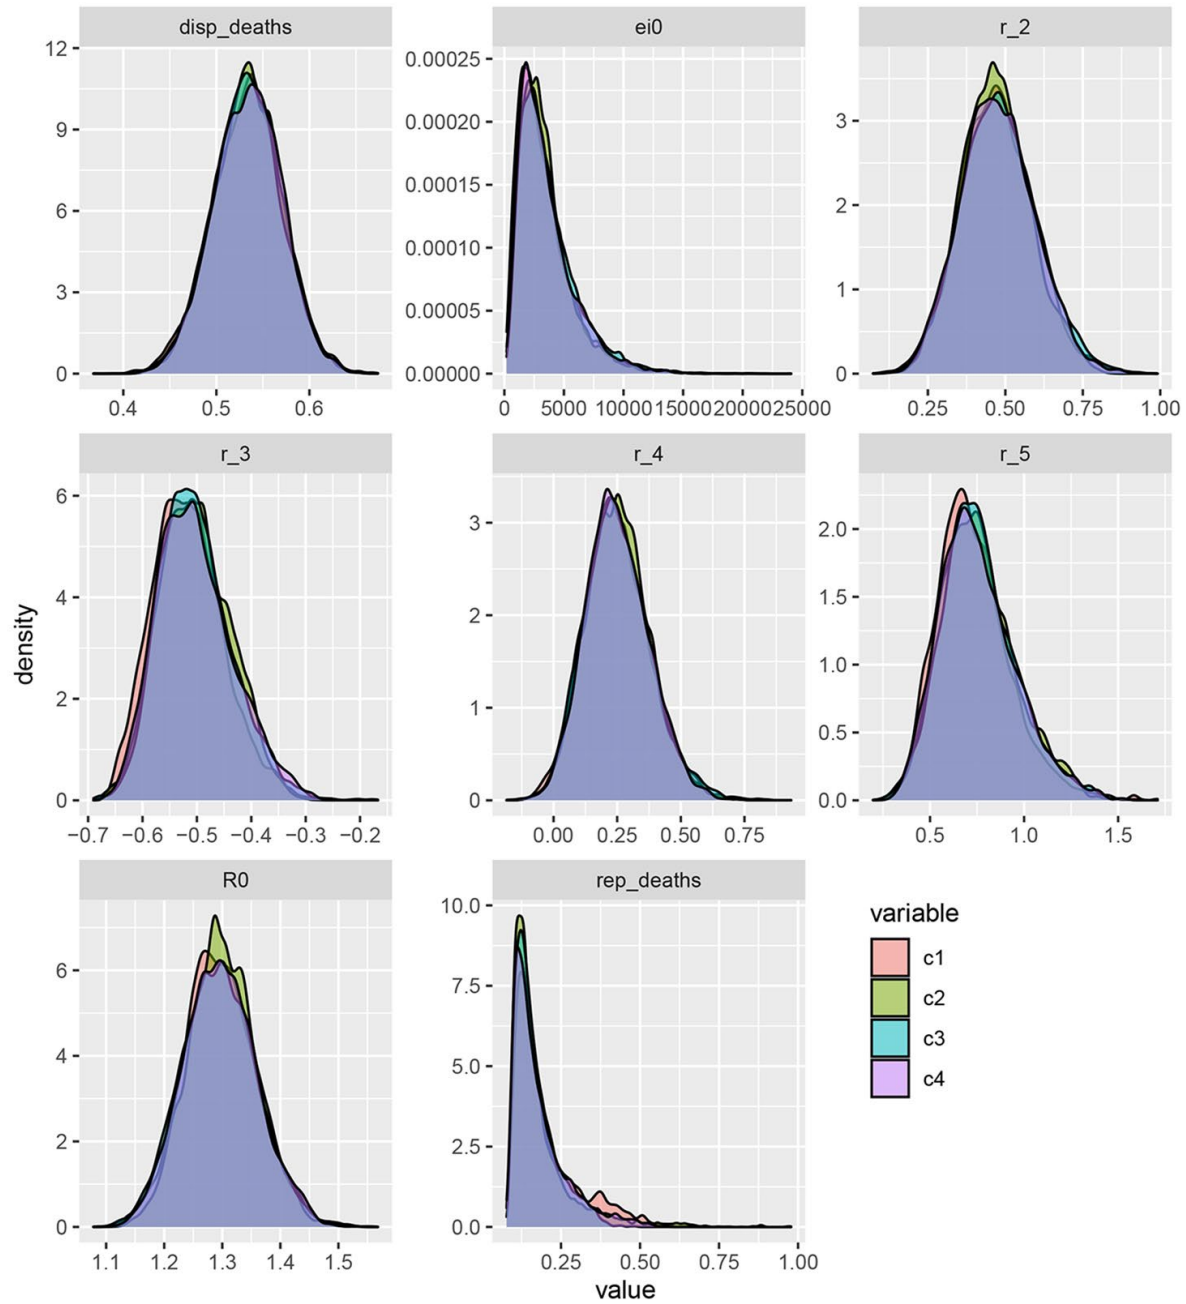 disp_deaths
ei0
r_2
12
9
6
3
0
0.4 0.5 0.6
0.00025
0.00020
0.00015
0.00010
0.00005
0.00000
0 5000 10000 15000 20000 25000
3
2
1
0
0.25 0.50 0.75 1.00
r_3
r_4
r_5
6
4
2
0
−0.7 −0.6 −0.5 −0.4 −0.3 −0.2
3
2
1
0
0.00 0.25 0.50 0.75
2.0
1.5
1.0
0.5
0.0
0.5 1.0 1.5
density
R0
rep_deaths
6
4
2
0
1.1 1.2 1.3 1.4 1.5
10.0
7.5
5.0
2.5
0.0
0.25 0.50 0.75 1.00
variable
c1
c2
c3
c4
value